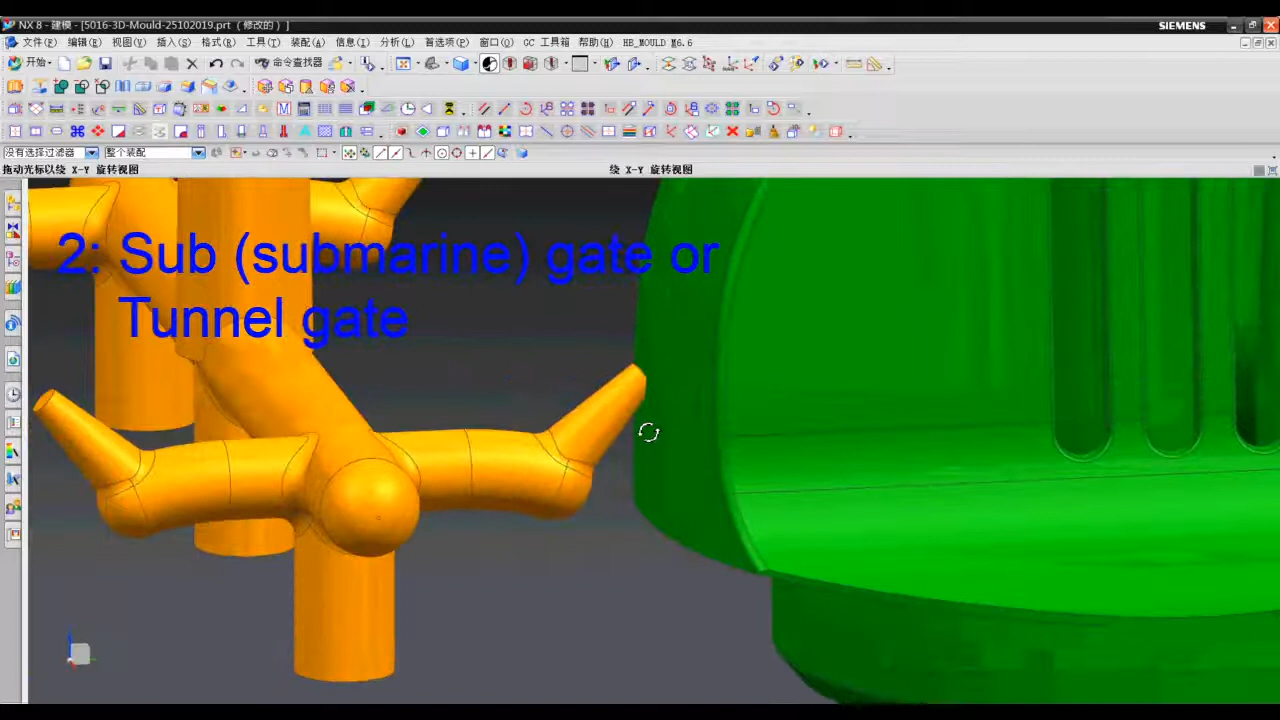 NX 8 - 建模 - [5016-3D-Mould-25102019.prt （修改的） ]
SIEMENS
文件(F) 编辑(E) 视图(V) 插入(S) 格式(R) 工具(T) 装配(A) 信息(I) 分析(L) 首选项(P) 窗口(O) GC 工具箱 帮助(H) HB_MOULD M6.6
开始 命令查找器
没有选择过滤器 整个装配
拖动光标以绕 X-Y 旋转视图
绕 X-Y 旋转视图
2: Sub (submarine) gate or
Tunnel gate